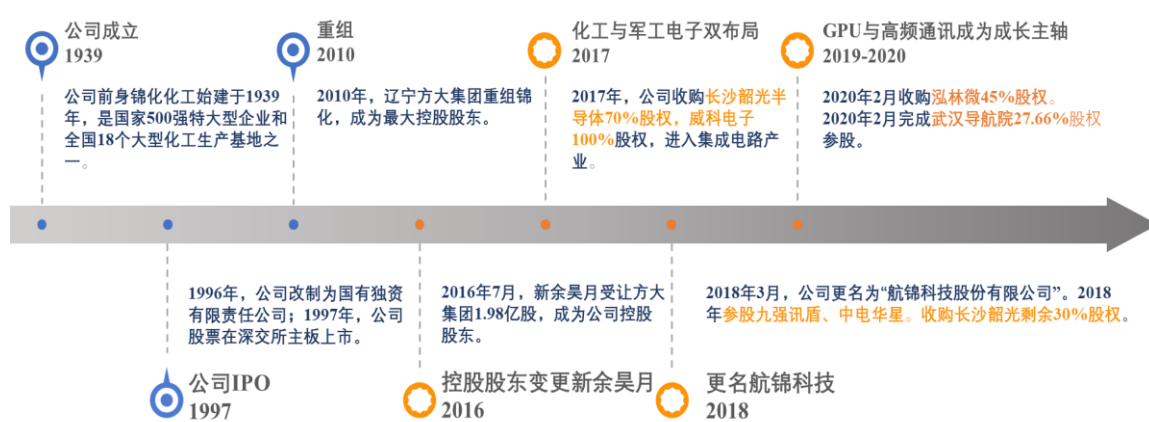 公司成立
1939
公司前身锦化化工始建于1939
年，是国家500强特大型企业和
全国18个大型化工生产基地之
一。
重组
2010
2010年，辽宁方大集团重组锦
化，成为最大控股股东。
化工与军工电子双布局
2017
2017年，公司收购长沙韶光半
导体70%股权，威科电子
100%股权，进入集成电路产
业。
GPU与高频通讯成为成长主轴
2019-2020
2020年2月收购泓林微45%股权。
2020年2月完成武汉导航院27.66%股权
参股。
1996年，公司改制为国有独资
有限责任公司；1997年，公司
股票在深交所主板上市。
公司IPO
1997
2016年7月，新余昊月受让方大
集团1.98亿股，成为公司控股
股东。
控股股东变更新余昊月
2016
2018年3月，公司更名为“航锦科技股份有限公司”。2018
年参股九强讯盾、中电华星。收购长沙韶光剩余30%股权。
更名航锦科技
2018